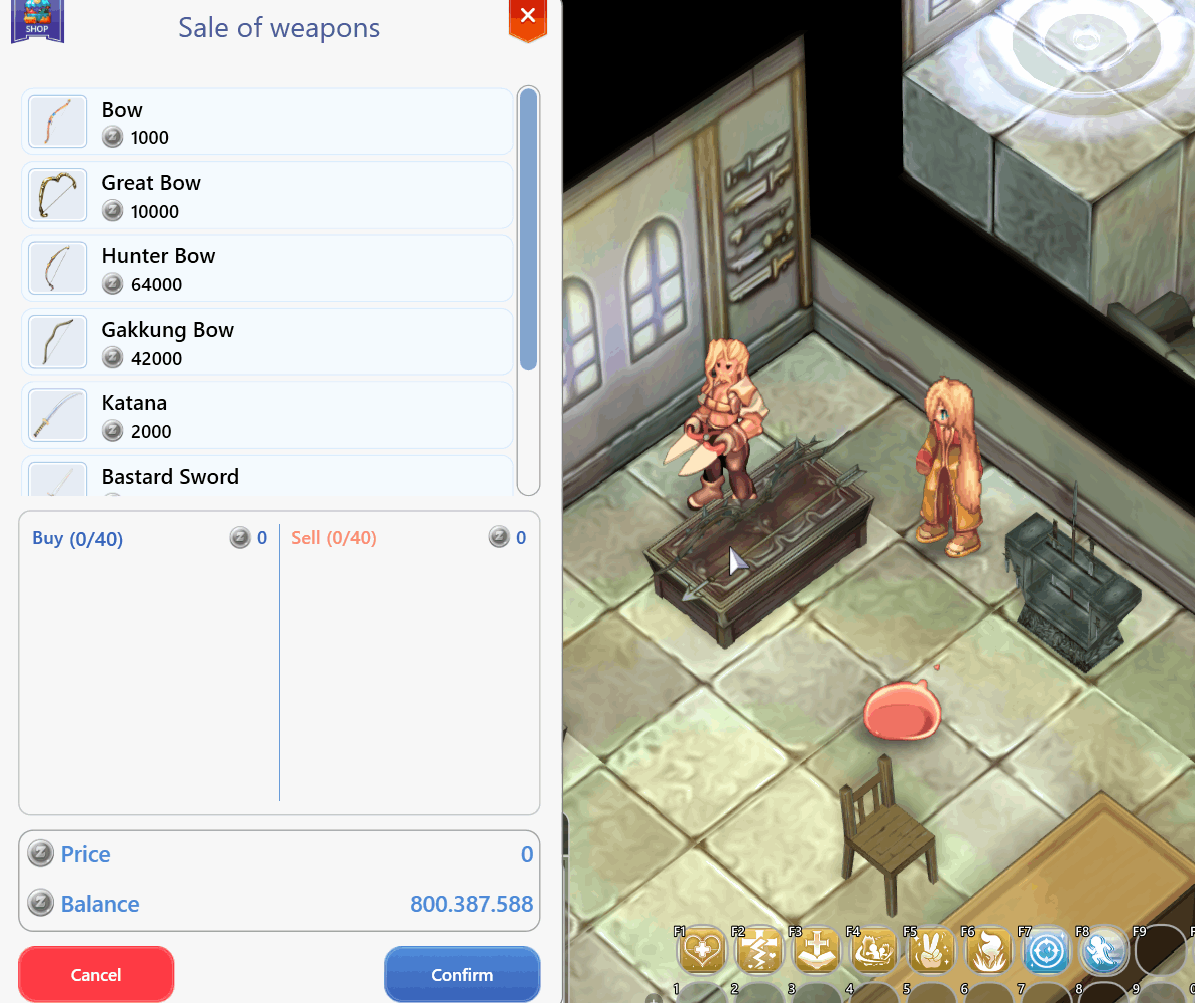 SHOP
Sale of weapons
Bow
1000
Great Bow
10000
Hunter Bow
64000
Gakkung Bow
42000
Katana
2000
Bastard Sword
Buy (0/40) 0 Sell (0/40) 0
Price 0
Balance 800.387.588
Cancel Confirm
F1 F2 F3 F4 F5 F6 F7 F8 F9
1 2 3 4 5 6 7 8 9